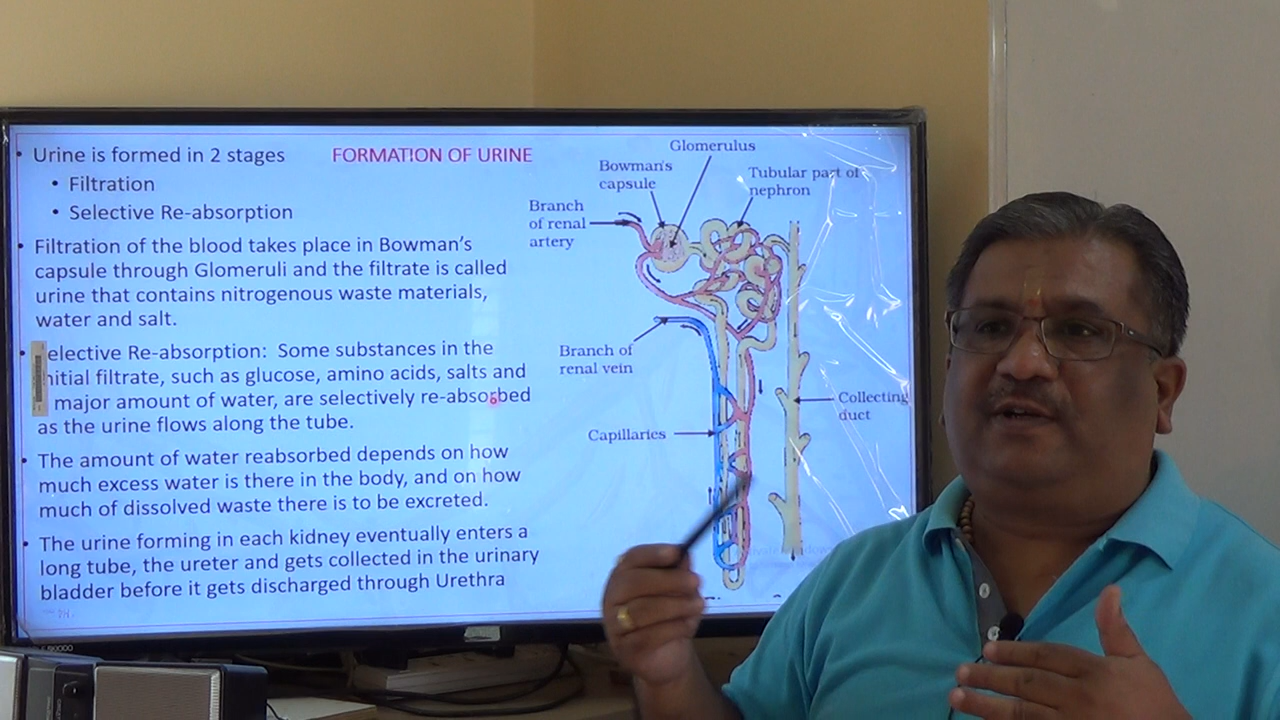 • Urine is formed in 2 stages
FORMATION OF URINE
• Filtration
• Selective Re-absorption
• Filtration of the blood takes place in Bowman's
capsule through Glomeruli and the filtrate is called
urine that contains nitrogenous waste materials,
water and salt.
• elective Re-absorption: Some substances in the
nitial filtrate, such as glucose, amino acids, salts and
major amount of water, are selectively re-absorbed
as the urine flows along the tube.
• The amount of water reabsorbed depends on how
much excess water is there in the body, and on how
much of dissolved waste there is to be excreted.
• The urine forming in each kidney eventually enters a
long tube, the ureter and gets collected in the urinary
bladder before it gets discharged through Urethra
Glomerulus
Bowman's
capsule
Tubular part of
nephron
Branch
of renal
artery
Branch of
renal vein
Collecting
duct
Capillaries